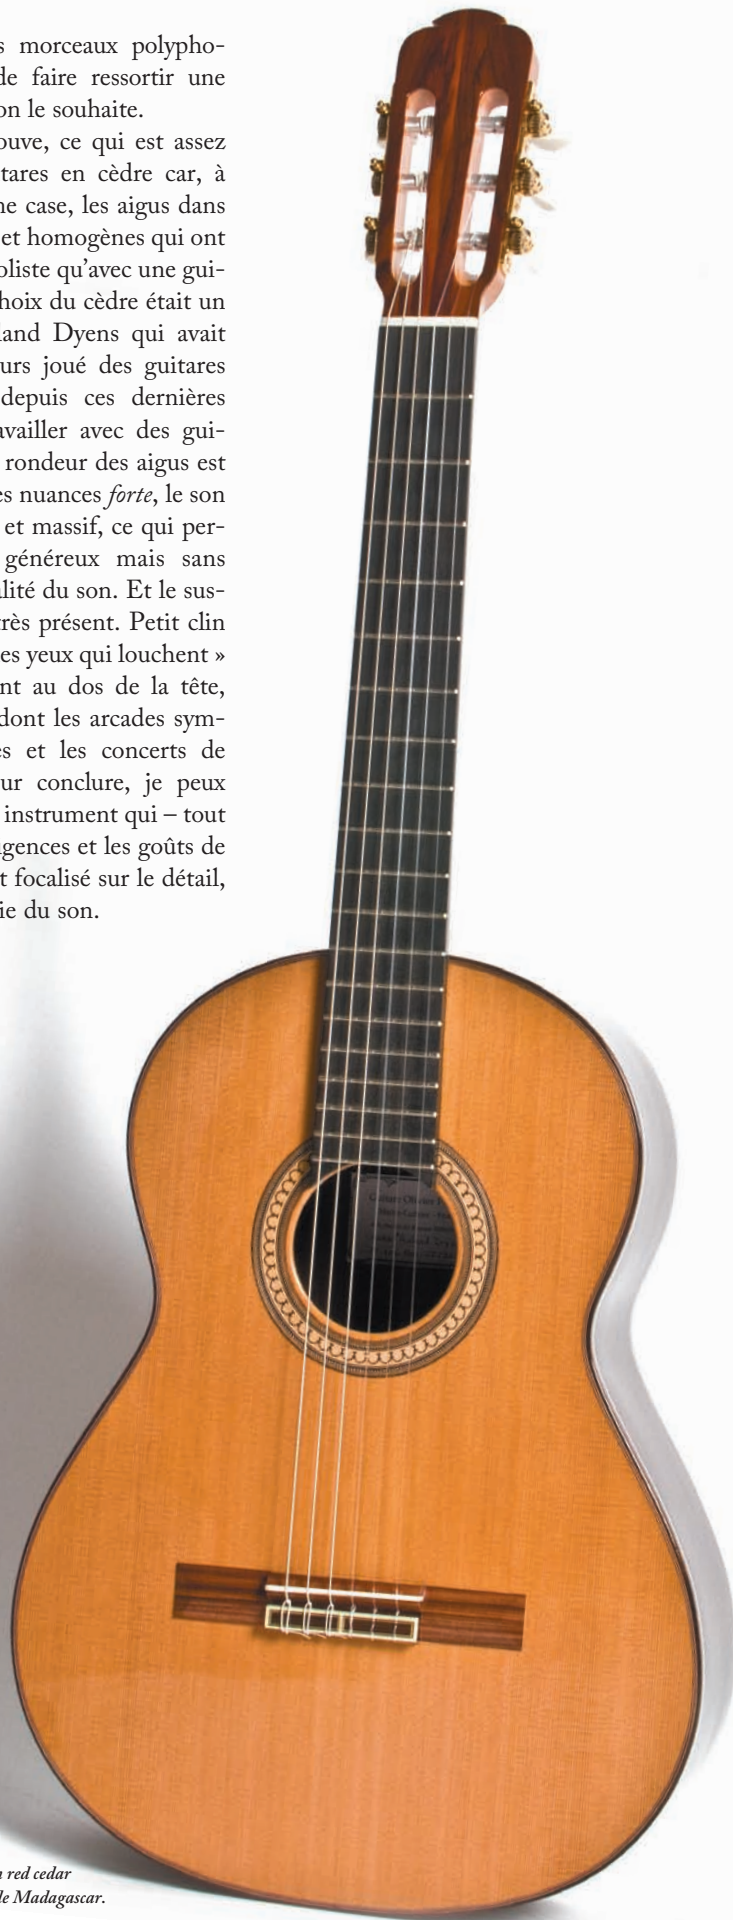 s morceaux polypho-
de faire ressortir une
on le souhaite.
ouve, ce qui est assez
tares en cèdre car, à
ne case, les aigus dans
et homogènes qui ont
oliste qu'avec une gui-
hoix du cèdre était un
land Dyens qui avait
urs joué des guitares
depuis ces dernières
availler avec des gui-
rondeur des aigus est
es nuances forte, le son
et massif, ce qui per-
généreux mais sans
alité du son. Et le sus-
très présent. Petit clin
es yeux qui louchent »
nt au dos de la tête,
dont les arcades sym-
es et les concerts de
ur conclure, je peux
instrument qui – tout
igences et les goûts de
t focalisé sur le détail,
ie du son.
red cedar
de Madagascar.